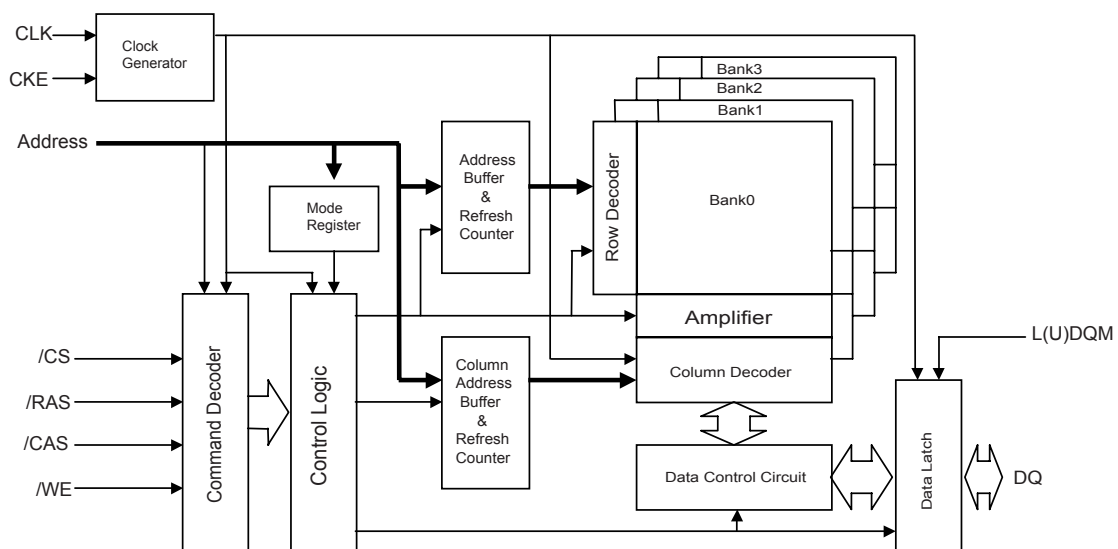 CLK
CKE
Clock
Generator
Address
Mode
Register
Address
Buffer
&
Refresh
Counter
Row Decoder
Bank3
Bank2
Bank1
Bank0
Amplifier
Column Decoder
/CS
/RAS
/CAS
/WE
Command Decoder
Control Logic
Column
Address
Buffer
&
Refresh
Counter
Data Control Circuit
Data Latch
L(U)DQM
DQ